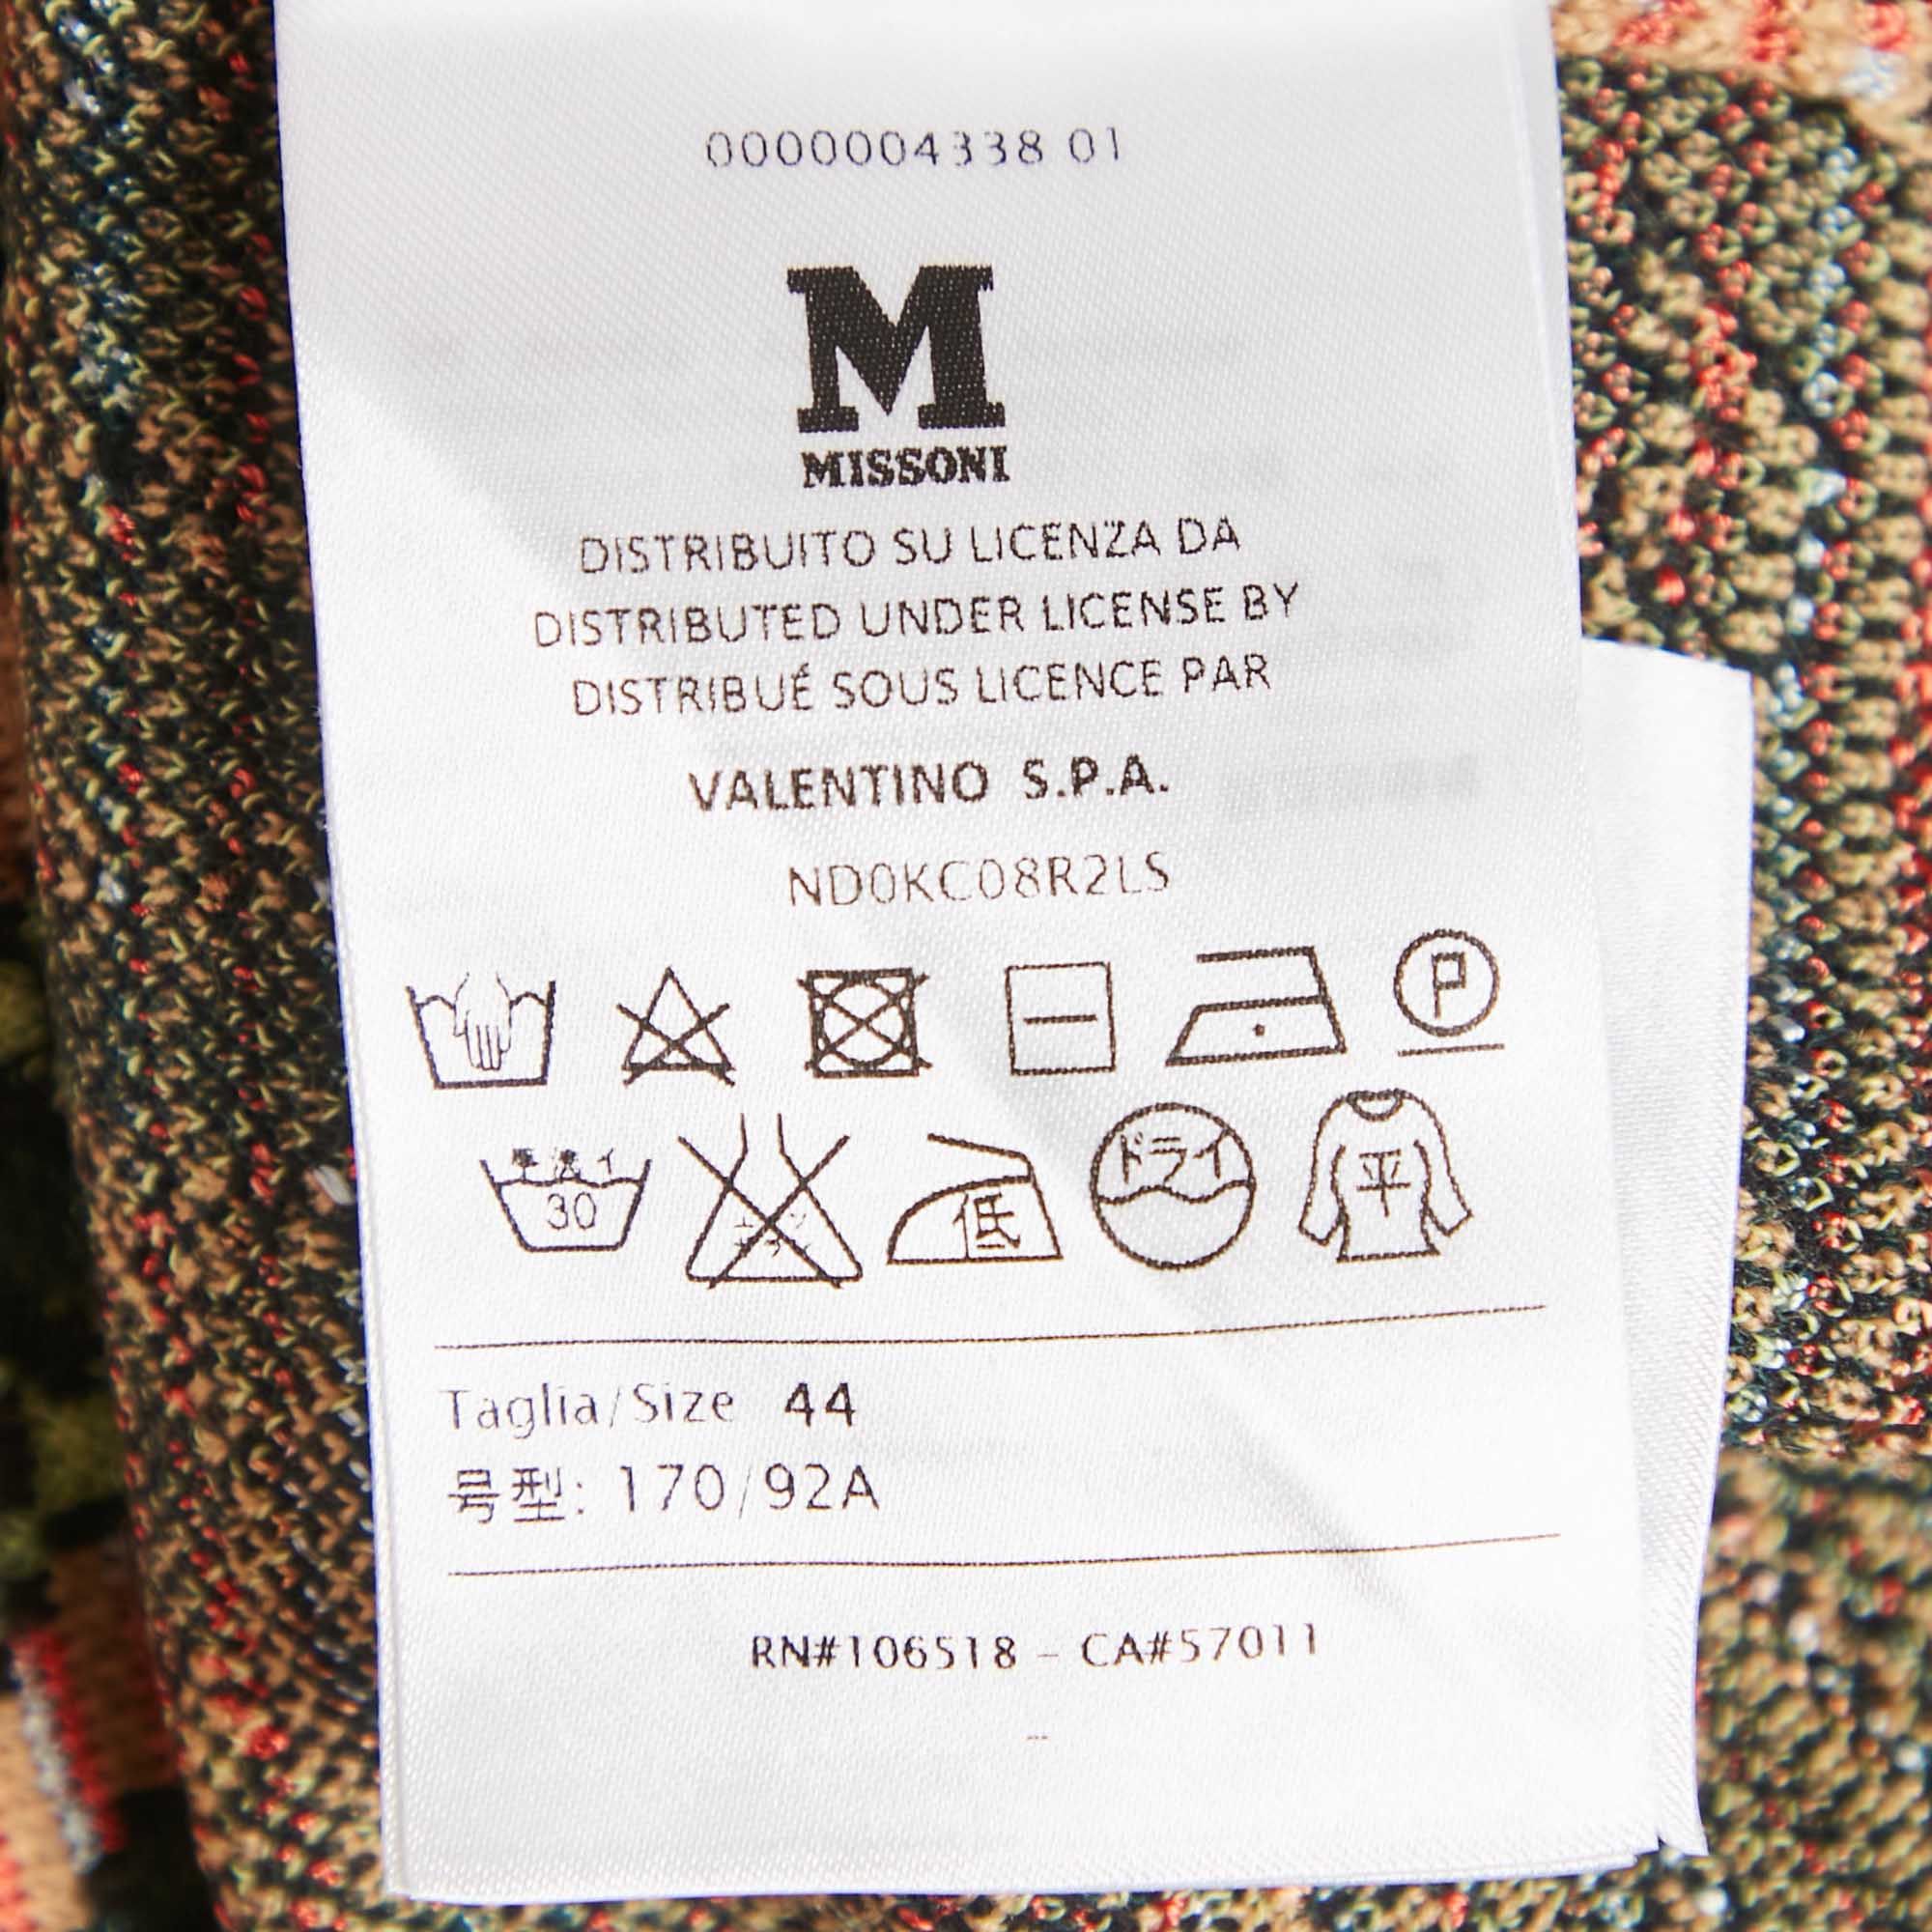 0000004338 01
M
MISSONI
DISTRIBUITO SU LICENZA DA
DISTRIBUTED UNDER LICENSE BY
DISTRIBUÉ SOUS LICENCE PAR
VALENTINO S.P.A.
ND0KC08R2LS
P
30 低 ドライ 平
Taglia/Size 44
号型: 170/92A
RN#106518 - CA#57011
--